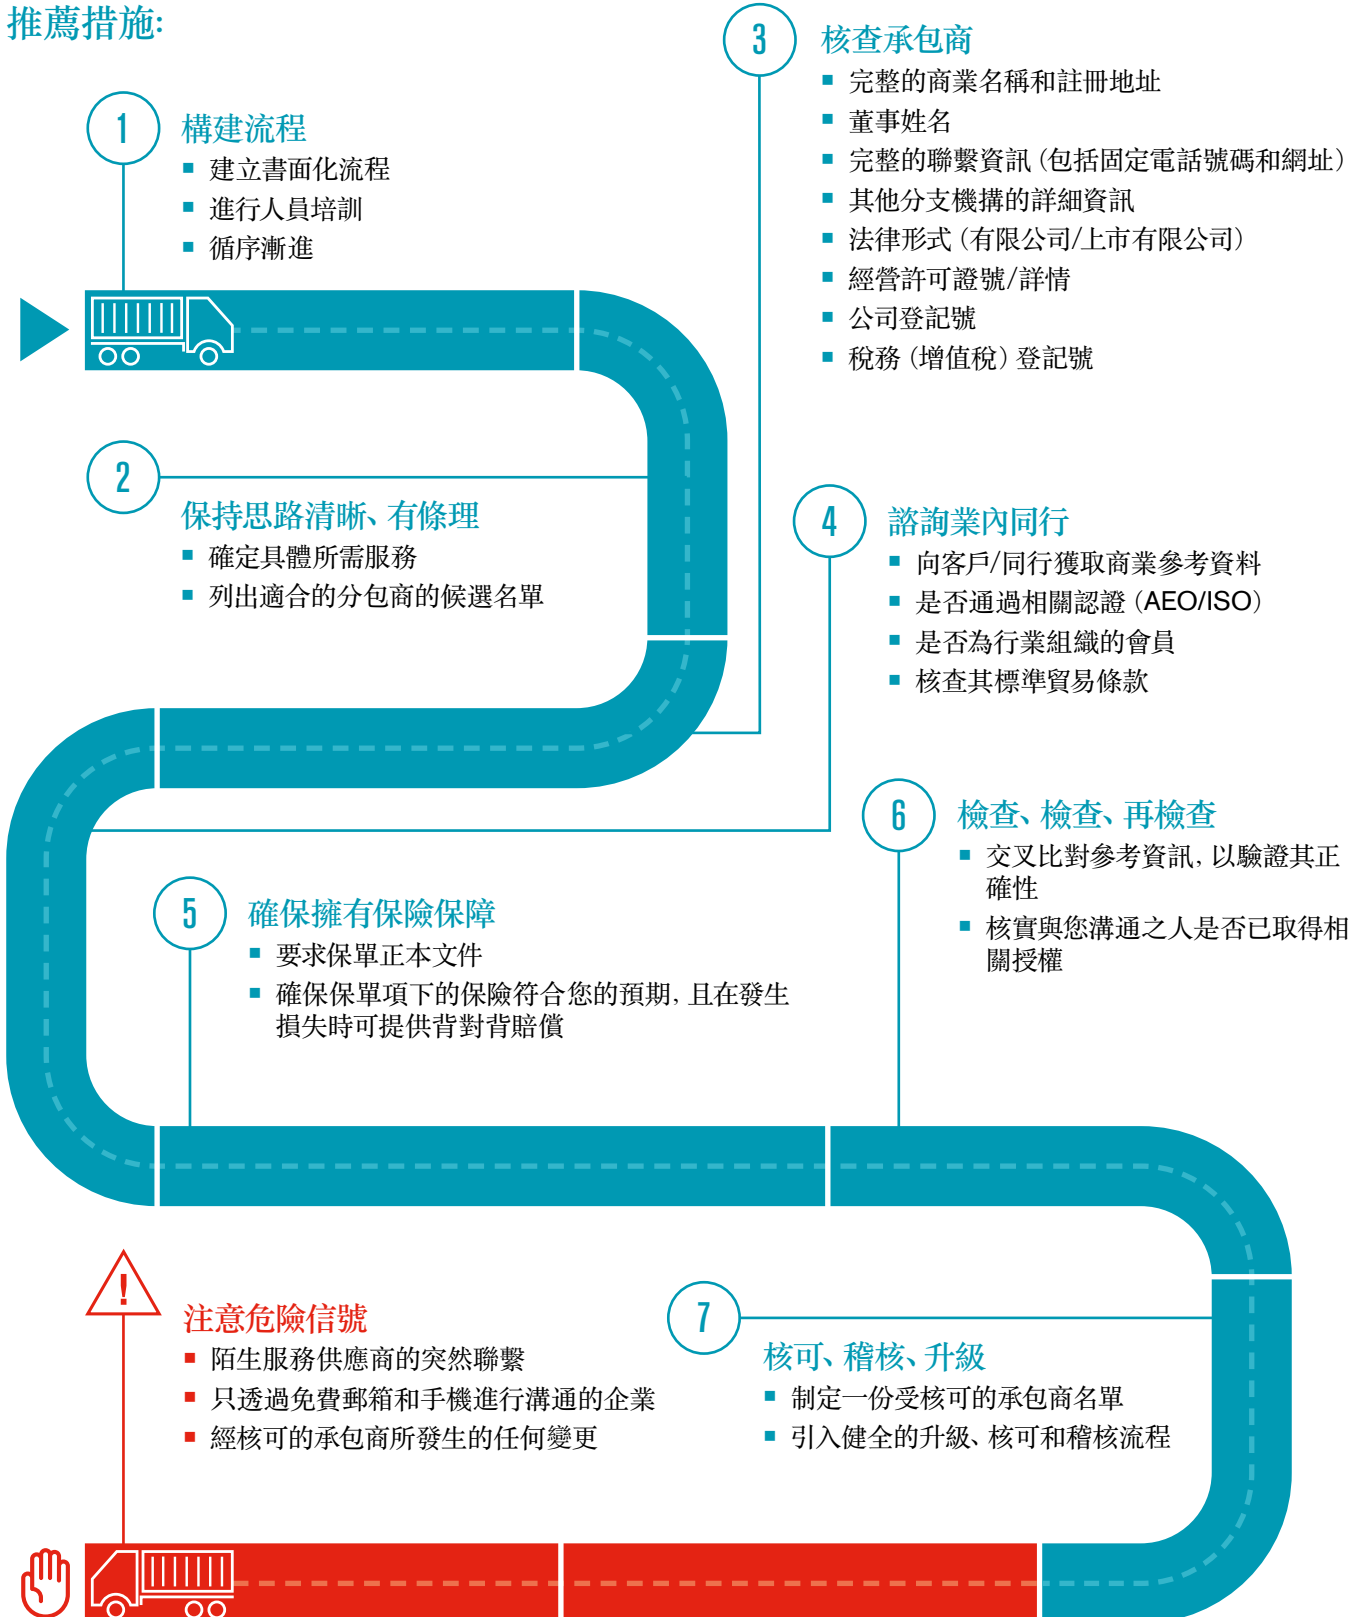 推薦措施:
1
構建流程
■ 建立書面化流程
■ 進行人員培訓
■ 循序漸進
2
保持思路清晰、有條理
■ 確定具體所需服務
■ 列出適合的分包商的候選名單
3
核查承包商
■ 完整的商業名稱和註冊地址
■ 董事姓名
■ 完整的聯繫資訊（包括固定電話號碼和網址）
■ 其他分支機搆的詳細資訊
■ 法律形式（有限公司/上市有限公司）
■ 經營許可證號/詳情
■ 公司登記號
■ 稅務（增值稅）登記號
4
諮詢業內同行
■ 向客戶/同行獲取商業參考資料
■ 是否通過相關認證（AEO/ISO）
■ 是否為行業組織的會員
■ 核查其標準貿易條款
5
確保擁有保險保障
■ 要求保單正本文件
■ 確保保單項下的保險符合您的預期，且在發生
損失時可提供背對背賠償
6
檢查、檢查、再檢查
■ 交叉比對參考資訊，以驗證其正
確性
■ 核實與您溝通之人是否已取得相
關授權
7
核可、稽核、升級
■ 制定一份受核可的承包商名單
■ 引入健全的升級、核可和稽核流程
!
注意危險信號
■ 陌生服務供應商的突然聯繫
■ 只透過免費郵箱和手機進行溝通的企業
■ 經核可的承包商所發生的任何變更